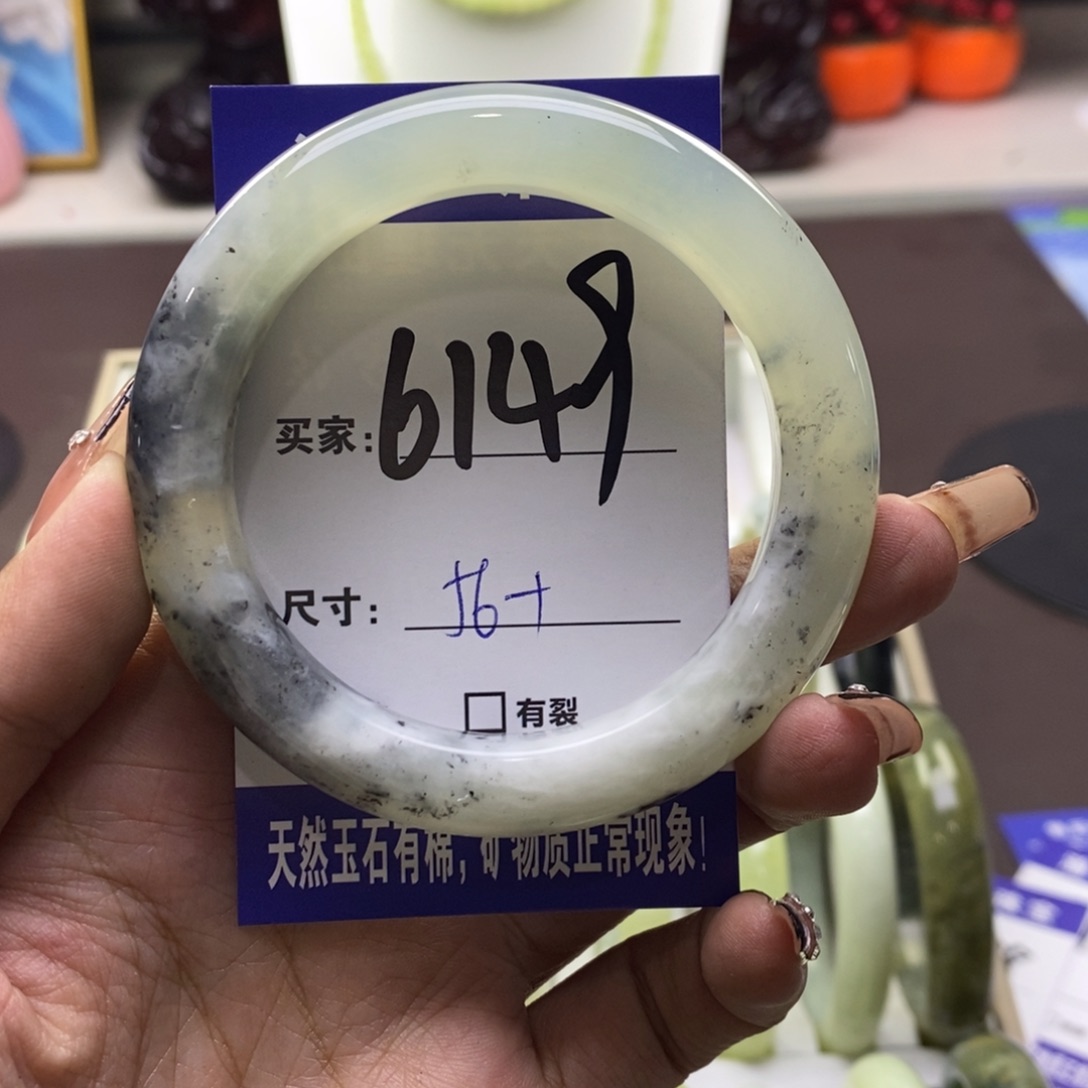 买家: 6149
尺寸: 56+
□有裂
天然玉石有棉, 矿物质正常现象!